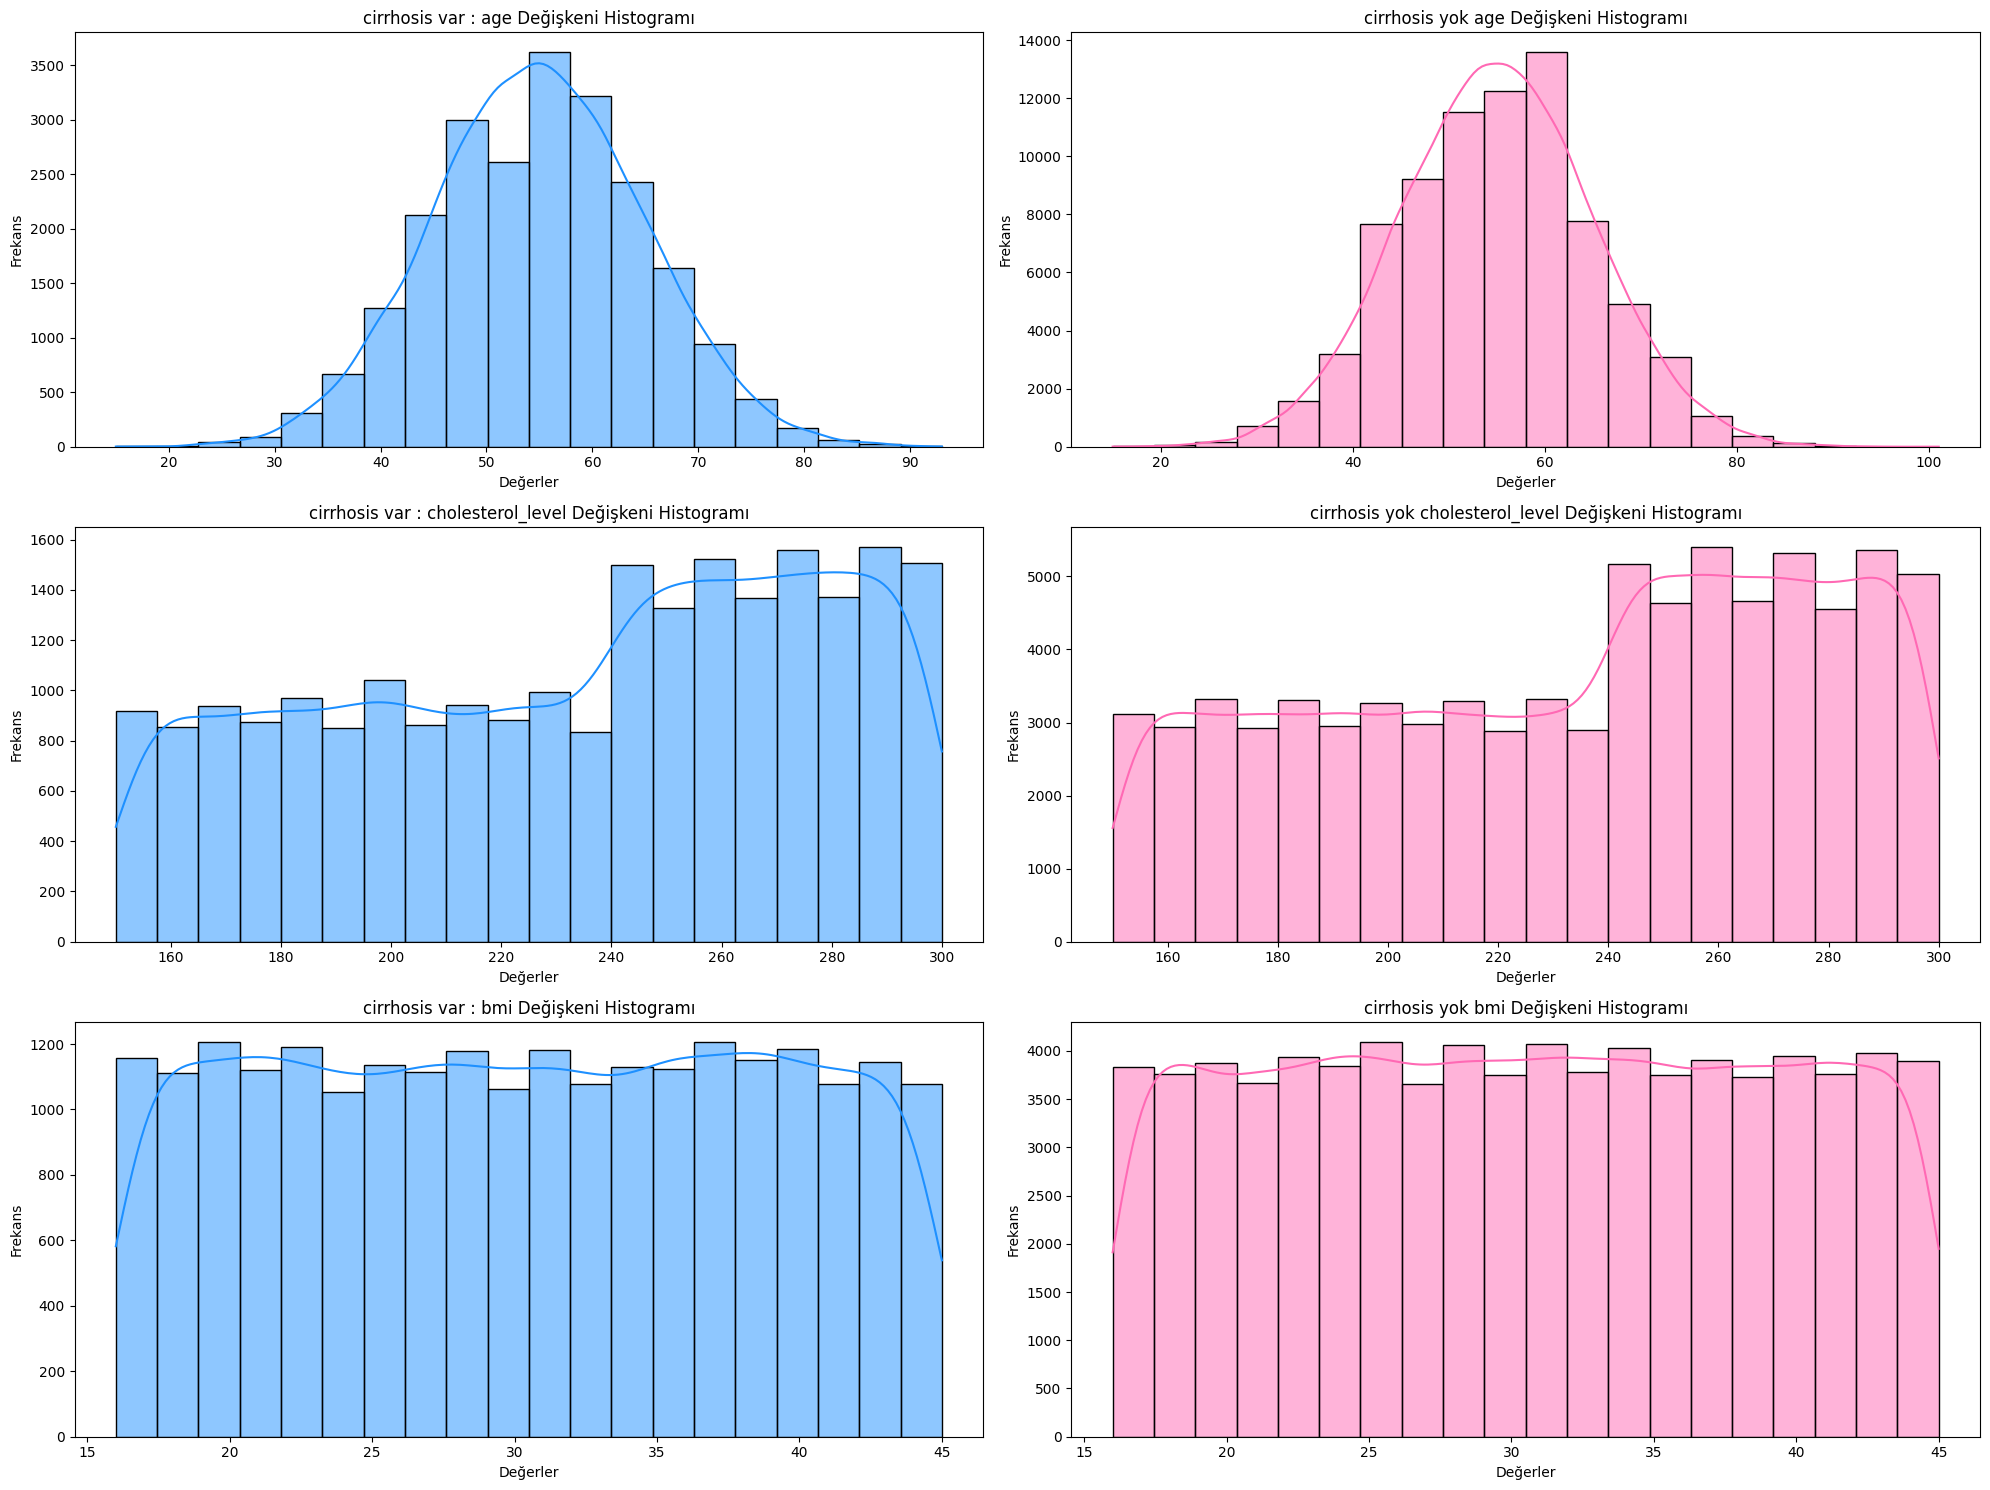 cirrhosis var : age Değişkeni Histogramı
3500
3000
2500
2000
1500
1000
500
0
Frekans
20 30 40 50 60 70 80 90
Değerler
cirrhosis yok age Değişkeni Histogramı
14000
12000
10000
8000
6000
4000
2000
0
Frekans
20 40 60 80 100
Değerler
cirrhosis var : cholesterol_level Değişkeni Histogramı
1600
1400
1200
1000
800
600
400
200
0
Frekans
160 180 200 220 240 260 280 300
Değerler
cirrhosis yok cholesterol_level Değişkeni Histogramı
5000
4000
3000
2000
1000
0
Frekans
160 180 200 220 240 260 280 300
Değerler
cirrhosis var : bmi Değişkeni Histogramı
1200
1000
800
600
400
200
0
Frekans
15 20 25 30 35 40 45
Değerler
cirrhosis yok bmi Değişkeni Histogramı
4000
3500
3000
2500
2000
1500
1000
500
0
Frekans
15 20 25 30 35 40 45
Değerler